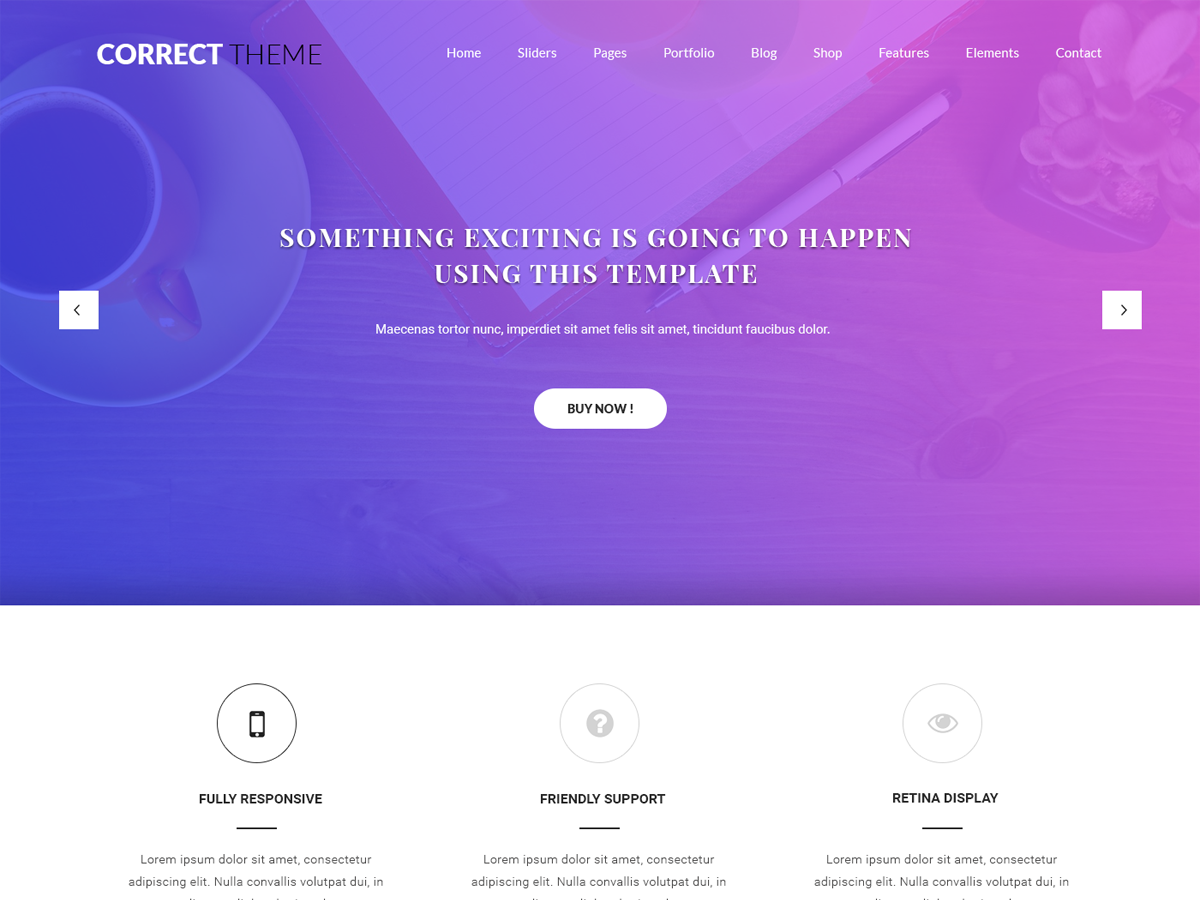 CORRECT THEME
Home Sliders Pages Portfolio Blog Shop Features Elements Contact
SOMETHING EXCITING IS GOING TO HAPPEN
USING THIS TEMPLATE
Maecenas tortor nunc, imperdiet sit amet felis sit amet, tincidunt faucibus dolor.
BUY NOW !
FULLY RESPONSIVE
Lorem ipsum dolor sit amet, consectetur
adipiscing elit. Nulla convallis volutpat dui, in
FRIENDLY SUPPORT
Lorem ipsum dolor sit amet, consectetur
adipiscing elit. Nulla convallis volutpat dui, in
RETINA DISPLAY
Lorem ipsum dolor sit amet, consectetur
adipiscing elit. Nulla convallis volutpat dui, in